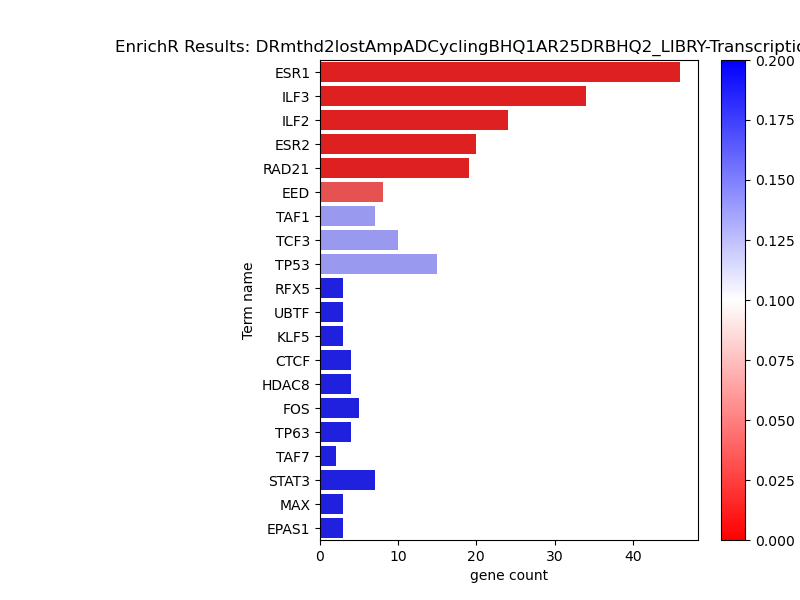 EnrichR Results: DRmthd2lostAmpADCyclingBHQ1AR25DRBHQ2_LIBRY-Transcriptio
ESR1
ILF3
ILF2
ESR2
RAD21
EED
TAF1
TCF3
TP53
RFX5
UBTF
KLF5
CTCF
HDAC8
FOS
TP63
TAF7
STAT3
MAX
EPAS1
Term name
0 10 20 30 40
gene count
0.200
0.175
0.150
0.125
0.100
0.075
0.050
0.025
0.000